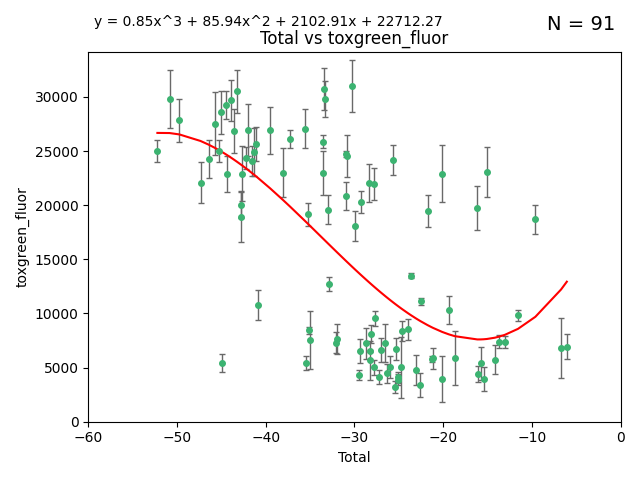 y = 0.85x^3 + 85.94x^2 + 2102.91x + 22712.27
N = 91
Total vs toxgreen_fluor
toxgreen_fluor
30000
25000
20000
15000
10000
5000
0
−60
−50
−40
−30
−20
−10
0
Total